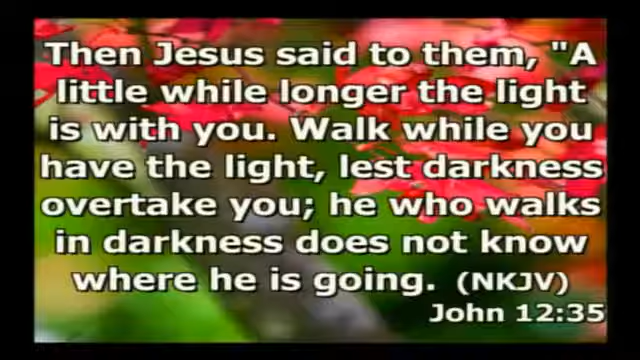 Then Jesus said to them, "A
little while longer the light
is with you. Walk while you
have the light, lest darkness
overtake you; he who walks
in darkness does not know
where he is going. (NKJV)
John 12:35